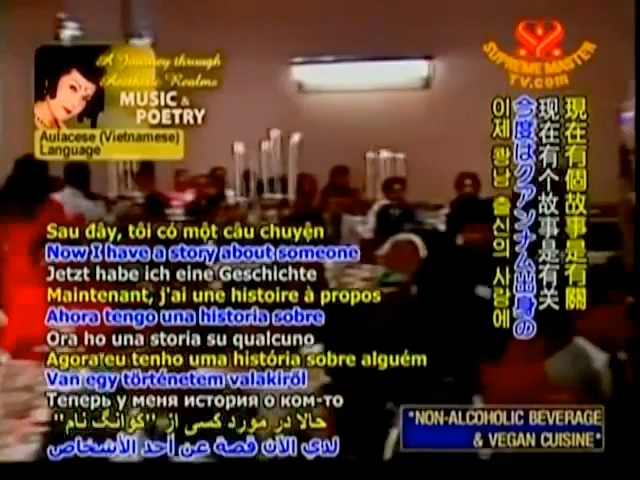 A Journey through
Aesthetic Realms
MUSIC &
POETRY
Aulacese (Vietnamese)
Language
SUPREME MASTER
TV.com
現在有個故事是有關
现在有个故事是有关
今度はクアンナム出身の
이제 쾅남 출신의 사람에
Sau đây, tôi có một câu chuyện
Now I have a story about someone
Jetzt habe ich eine Geschichte
Maintenant, j'ai une histoire à propos
Ahora tengo una historia sobre
Ora ho una storia su qualcuno
Agora eu tenho uma história sobre alguém
Van egy történetem valakiről
Теперь у меня история о ком-то
حالا در مورد کسی از "کوانگ نام"
لدي الآن قصة عن أحد الأشخاص
*NON-ALCOHOLIC BEVERAGE
& VEGAN CUISINE*